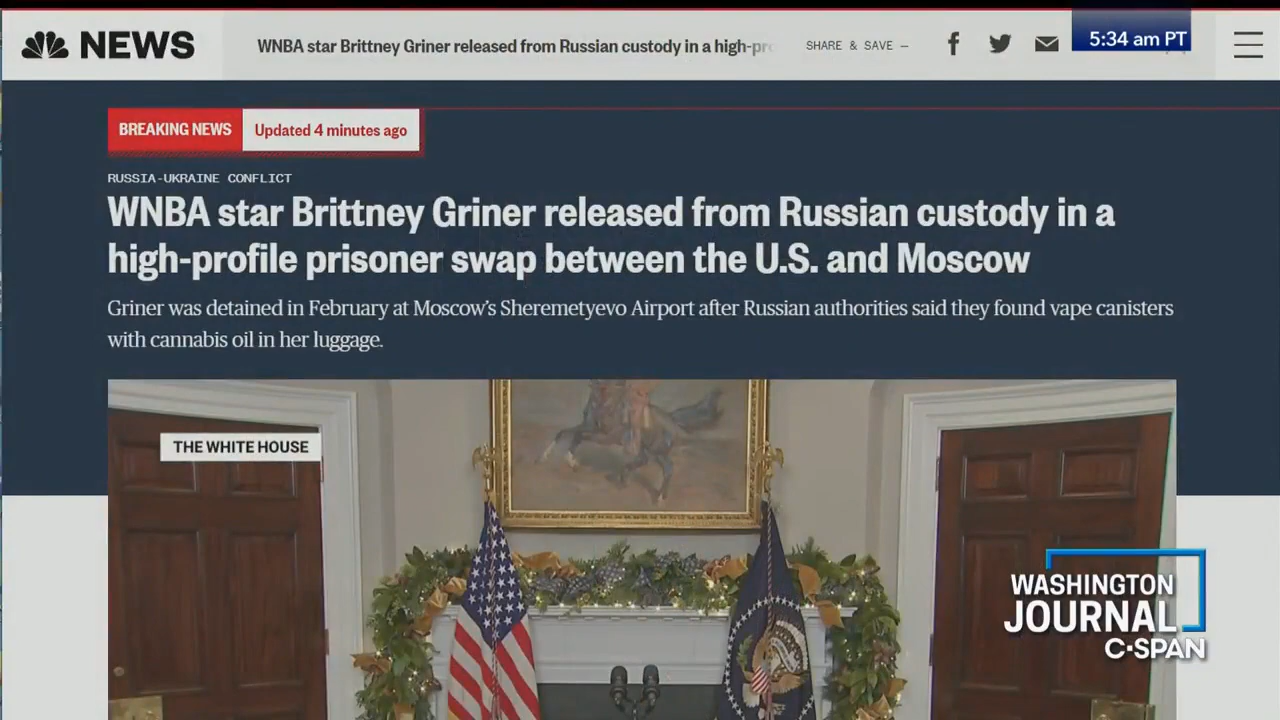 NEWS
WNBA star Brittney Griner released from Russian custody in a high-pr
SHARE & SAVE —
5:34 am PT
BREAKING NEWS
Updated 4 minutes ago
RUSSIA-UKRAINE CONFLICT
WNBA star Brittney Griner released from Russian custody in a
high-profile prisoner swap between the U.S. and Moscow
Griner was detained in February at Moscow's Sheremetyevo Airport after Russian authorities said they found vape canisters
with cannabis oil in her luggage.
THE WHITE HOUSE
WASHINGTON
JOURNAL
C-SPAN